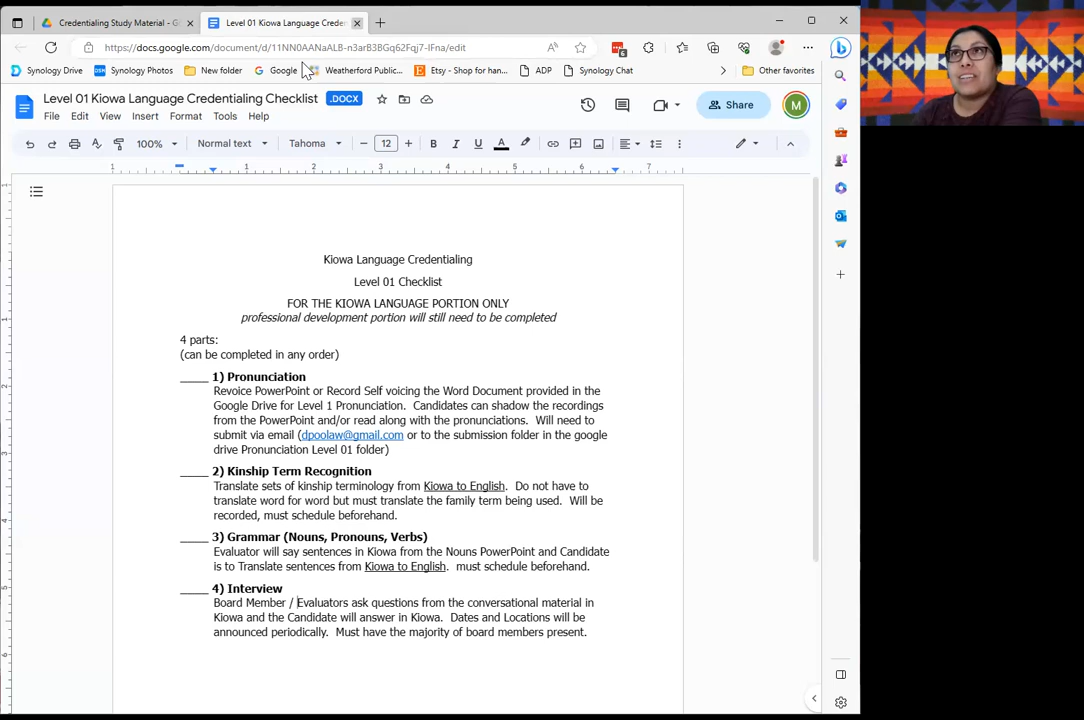 Credentialing Study Material - G
Level 01 Kiowa Language Creden
https://docs.google.com/document/d/11NN0AANaALB-n3arB3BGq62Fqj7-lFna/edit
6
Synology Drive
DSM Synology Photos
New folder
Google
Weatherford Public...
Etsy - Shop for han...
ADP
Synology Chat
Other favorites
Level 01 Kiowa Language Credentialing Checklist .DOCX
Share
M
File Edit View Insert Format Tools Help
100% Normal text Tahoma 12 B I U A
1 1 2 3 4 5 6 7
Kiowa Language Credentialing
Level 01 Checklist
FOR THE KIOWA LANGUAGE PORTION ONLY
professional development portion will still need to be completed
4 parts:
(can be completed in any order)
_____ 1) Pronunciation
Revoice PowerPoint or Record Self voicing the Word Document provided in the
Google Drive for Level 1 Pronunciation. Candidates can shadow the recordings
from the PowerPoint and/or read along with the pronunciations. Will need to
submit via email (dpoolaw@gmail.com or to the submission folder in the google
drive Pronunciation Level 01 folder)
_____ 2) Kinship Term Recognition
Translate sets of kinship terminology from Kiowa to English. Do not have to
translate word for word but must translate the family term being used. Will be
recorded, must schedule beforehand.
_____ 3) Grammar (Nouns, Pronouns, Verbs)
Evaluator will say sentences in Kiowa from the Nouns PowerPoint and Candidate
is to Translate sentences from Kiowa to English. must schedule beforehand.
_____ 4) Interview
Board Member / Evaluators ask questions from the conversational material in
Kiowa and the Candidate will answer in Kiowa. Dates and Locations will be
announced periodically. Must have the majority of board members present.